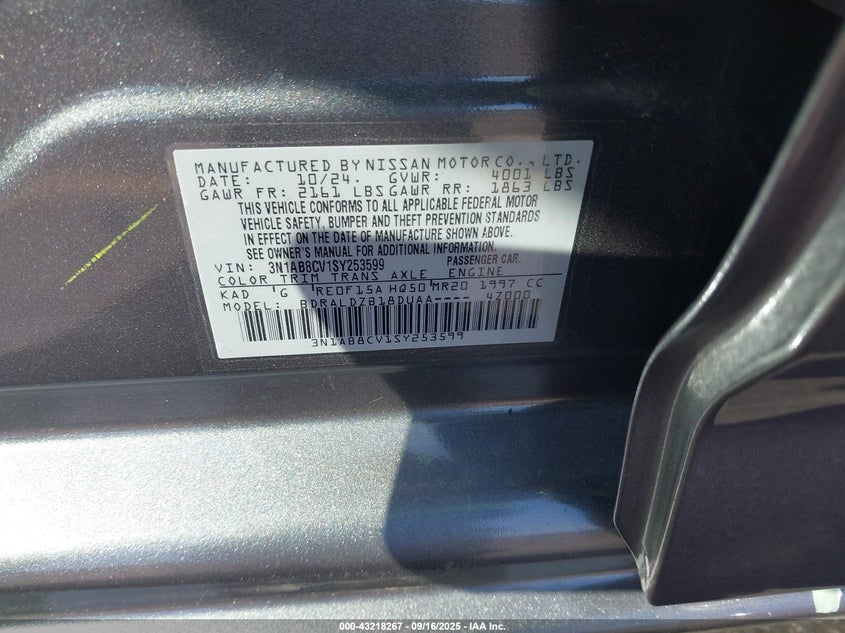 MANUFACTURED BY NISSAN MOTOR CO., LTD.
DATE: 10/24. GVWR: 4001 LBS
GAWR FR: 2161 LBS GAWR RR: 1863 LBS
THIS VEHICLE CONFORMS TO ALL APPLICABLE FEDERAL MOTOR
VEHICLE SAFETY, BUMPER AND THEFT PREVENTION STANDARDS
IN EFFECT ON THE DATE OF MANUFACTURE SHOWN ABOVE.
SEE OWNER'S MANUAL FOR ADDITIONAL INFORMATION.
VIN: 3N1AB8CV1SY253599 PASSENGER CAR.
COLOR TRIM TRANS AXLE ENGINE
KAD 'G 'RE0F15A HQ50 'MR20 1997 CC
MODEL: BDRALDZB18DUAA---- 4Z000
3N1AB8CV1SY253599
000-43218267 - 09/16/2025 - IAA Inc.